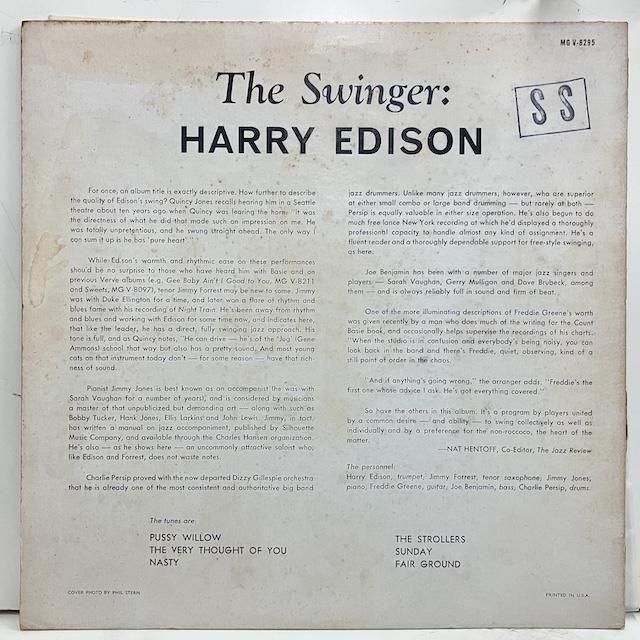 MG V-8295
The Swinger:
HARRY EDISON
SS
For once, an album title is exactly descriptive. How further to describe
the quality of Edison's swing? Quincy Jones recalls hearing him in a Seattle
theatre about ten years ago when Quincy was learing the horn: "it was
the directness of what he did that made such an impression on me. He
was totally unpretentious, and he swung straight ahead. The only way I
can sum it up is he has 'pure heart'."
While Edison's warmth and rhythmic ease on these performances
should be no surprise to those who have heard him with Basie and on
previous Verve albums (e.g. Gee Baby Ain't I Good to You, MG V-8211
and Sweets, MG V-8097), tenor Jimmy Forrest may be new to some. Jimmy
was with Duke Ellington for a time, and later won a flare of rhythm and
blues fame with his recording of Night Train. He's been away from rhythm
and blues and working with Edison for some time now, and indicates here,
that like the leader, he has a direct, fully swinging jazz approach. His
tone is full, and as Quincy notes, "He can drive — he's of the 'Jug' (Gene
Ammons) school that way but also has a pretty sound. And most young
cats on that instrument today don't — for some reason — have that rich-
ness of sound.
Pianist Jimmy Jones is best known as an accompanist (he was with
Sarah Vaughan for a number of years), and is considered by musicians
a master of that unpublicized but demanding art — along with such as
Bobby Tucker, Hank Jones, Ellis Larkins and John Lewis. Jimmy, in fact,
has written a manual on jazz accompaniment, published by Silhouette
Music Company, and available through the Charles Hansen organization.
He's also — as he shows here — an uncommonly attractive soloist who,
like Edison and Forrest, does not waste notes.
Charlie Persip proved with the now departed Dizzy Gillespie orchestra
that he is already one of the most consistent and authoritative big band
jazz drummers. Unlike many jazz drummers, however, who are superior
at either small combo or large band drumming — but rarely at both —
Persip is equally valuable in either size operation. He's also begun to do
much free lance New York recording at which he'd displayed a thoroughly
professional capacity to handle almost any kind of assignment. He's a
fluent reader and a thoroughly dependable support for free-style swinging,
as here.
Joe Benjamin has been with a number of major jazz singers and
players — Sarah Vaughan, Gerry Mulligan and Dave Brubeck, among
them — and is always reliably full in sound and firm of beat.
One of the more illuminating descriptions of Freddie Greene's worth
was given recently by a man who does much of the writing for the Count
Basie book, and occasionally helps supervise the recording of his charts.
"When the studio is in confusion and everybody's being noisy, you can
look back in the band and there's Freddie, quiet, observing, kind of a
still point of order in the chaos.
"And if anything's going wrong," the arranger adds, "Freddie's the
first one whose advice I ask. He's got everything covered."
So have the others in this album. It's a program by players united
by a common desire — and ability — to swing collectively as well as
individually and by a preference for the non-roccoco, the heart of the
matter.
—NAT HENTOFF, Co-Editor, The Jazz Review
The personnel:
Harry Edison, trumpet; Jimmy Forrest, tenor saxophone; Jimmy Jones,
piano; Freddie Greene, guitar; Joe Benjamin, bass; Charlie Persip, drums.
The tunes are:
PUSSY WILLOW
THE VERY THOUGHT OF YOU
NASTY
THE STROLLERS
SUNDAY
FAIR GROUND
COVER PHOTO BY PHIL STERN
PRINTED IN U.S.A.